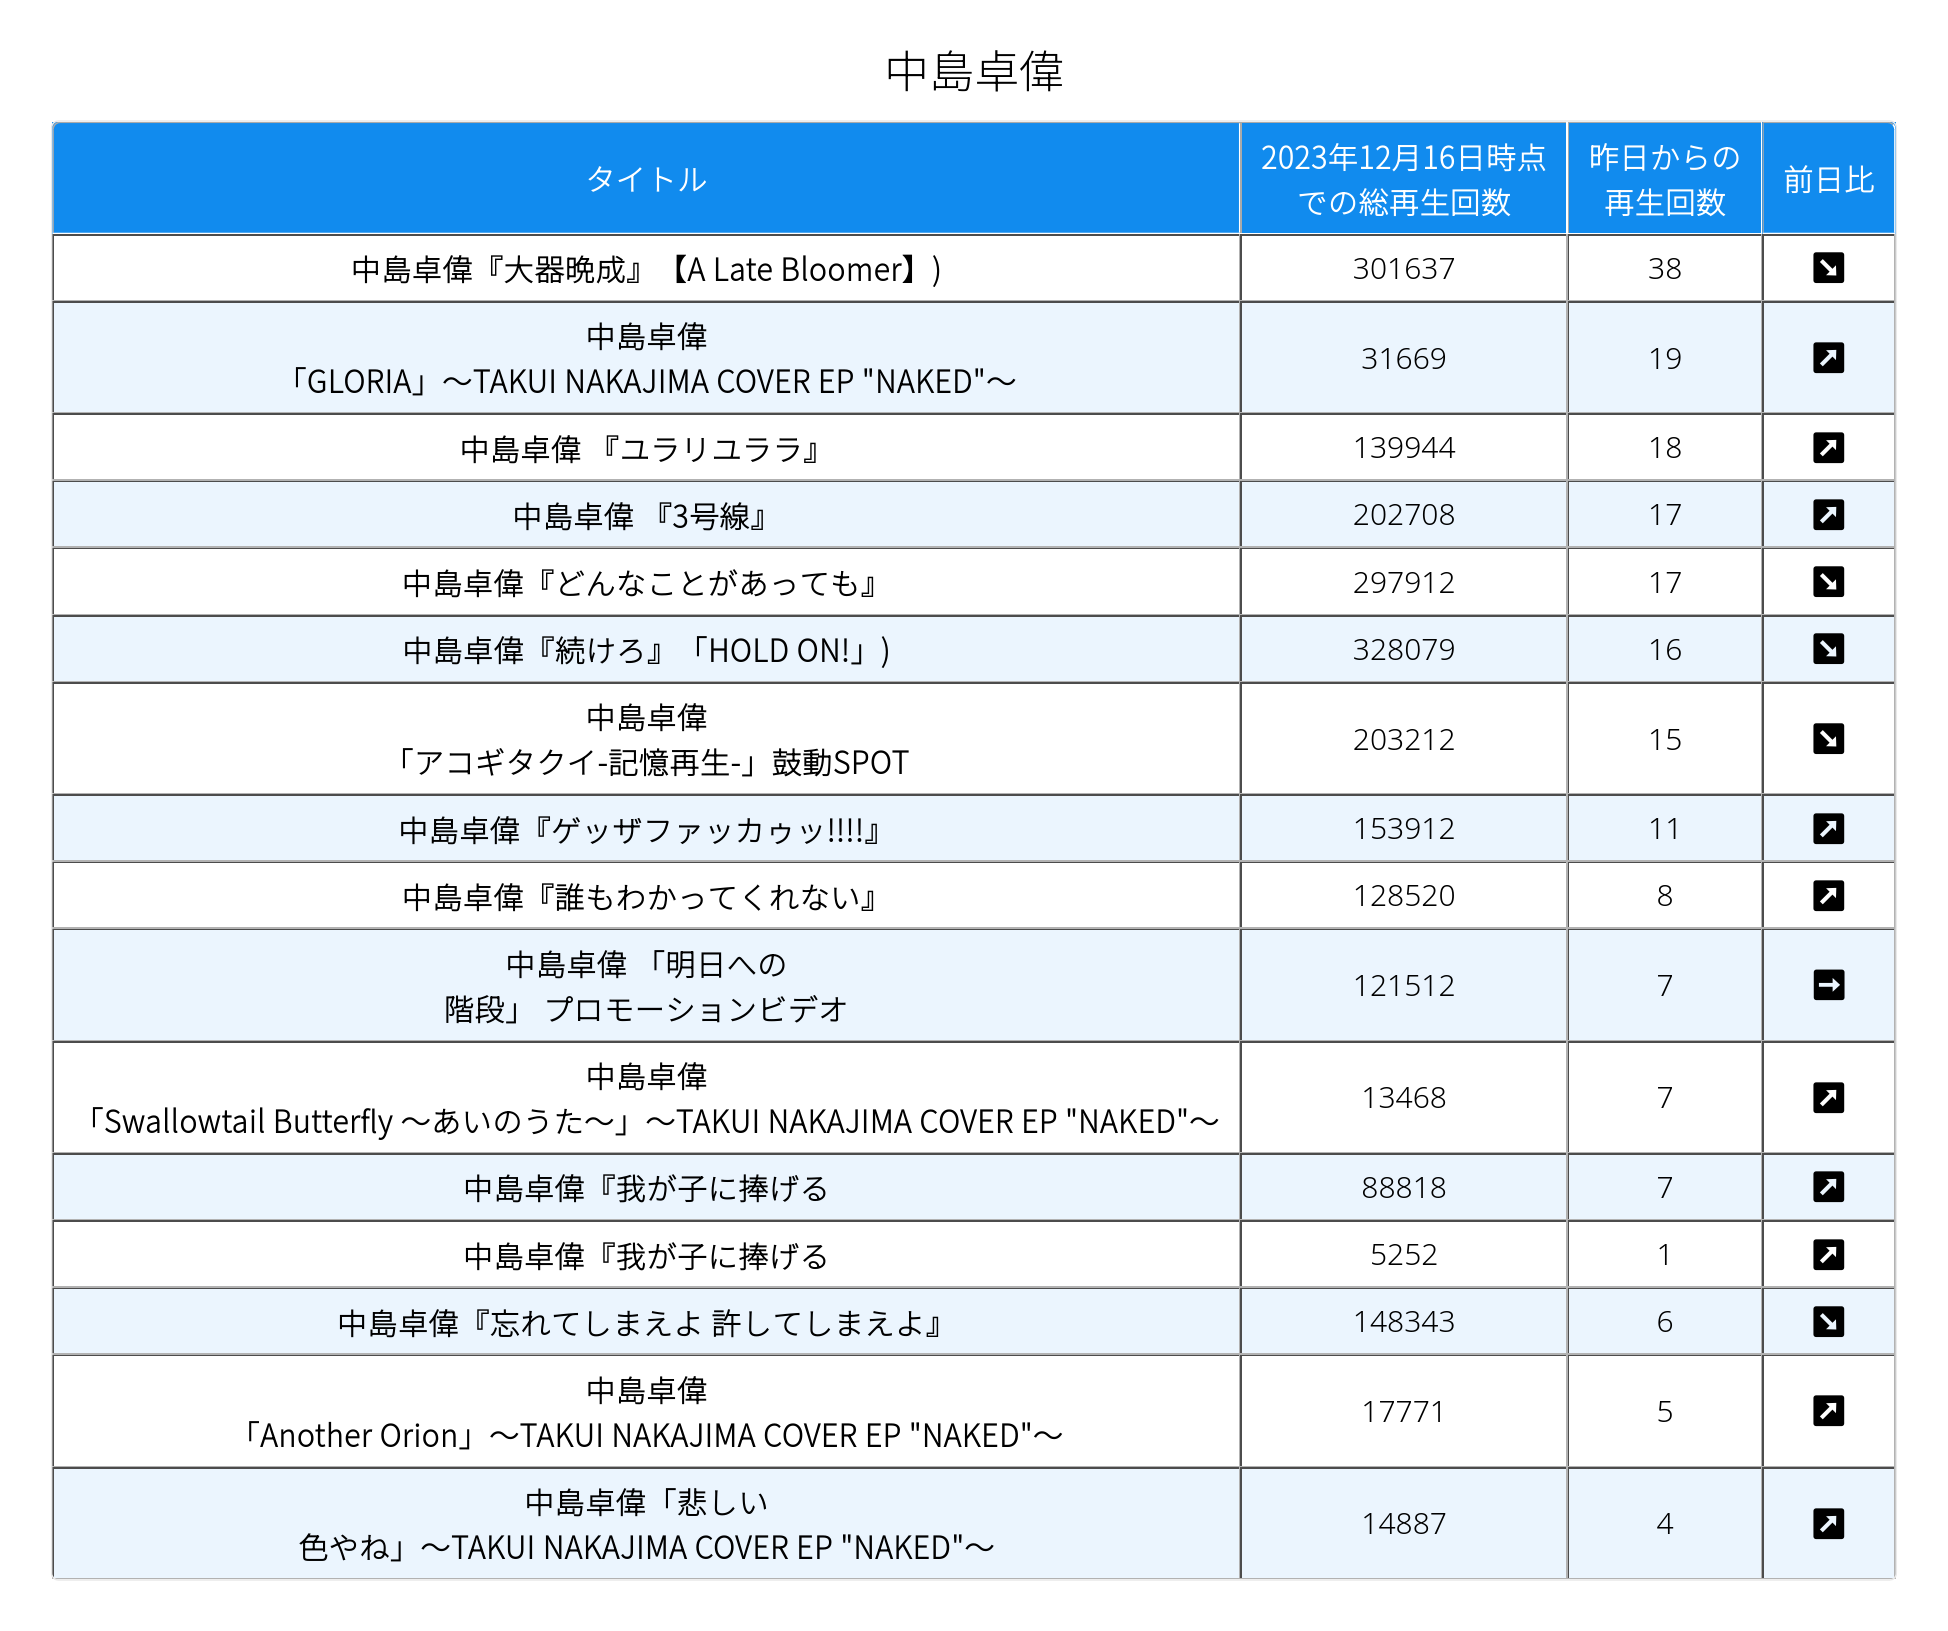 中島卓偉
タイトル
2023年12月16日時点
での総再生回数
昨日からの
再生回数
前日比
中島卓偉『大器晩成』【A Late Bloomer】)
301637
38
中島卓偉
「GLORIA」〜TAKUI NAKAJIMA COVER EP "NAKED"〜
31669
19
中島卓偉 『ユラリユララ』
139944
18
中島卓偉 『3号線』
202708
17
中島卓偉『どんなことがあっても』
297912
17
中島卓偉『続けろ』「HOLD ON!」)
328079
16
中島卓偉
「アコギタクイ-記憶再生-」鼓動SPOT
203212
15
中島卓偉『ゲッザファッカゥッ!!!!』
153912
11
中島卓偉『誰もわかってくれない』
128520
8
中島卓偉 「明日への
階段」 プロモーションビデオ
121512
7
中島卓偉
「Swallowtail Butterfly 〜あいのうた〜」〜TAKUI NAKAJIMA COVER EP "NAKED"〜
13468
7
中島卓偉『我が子に捧げる
88818
7
中島卓偉『我が子に捧げる
5252
1
中島卓偉『忘れてしまえよ 許してしまえよ』
148343
6
中島卓偉
「Another Orion」〜TAKUI NAKAJIMA COVER EP "NAKED"〜
17771
5
中島卓偉「悲しい
色やね」〜TAKUI NAKAJIMA COVER EP "NAKED"〜
14887
4